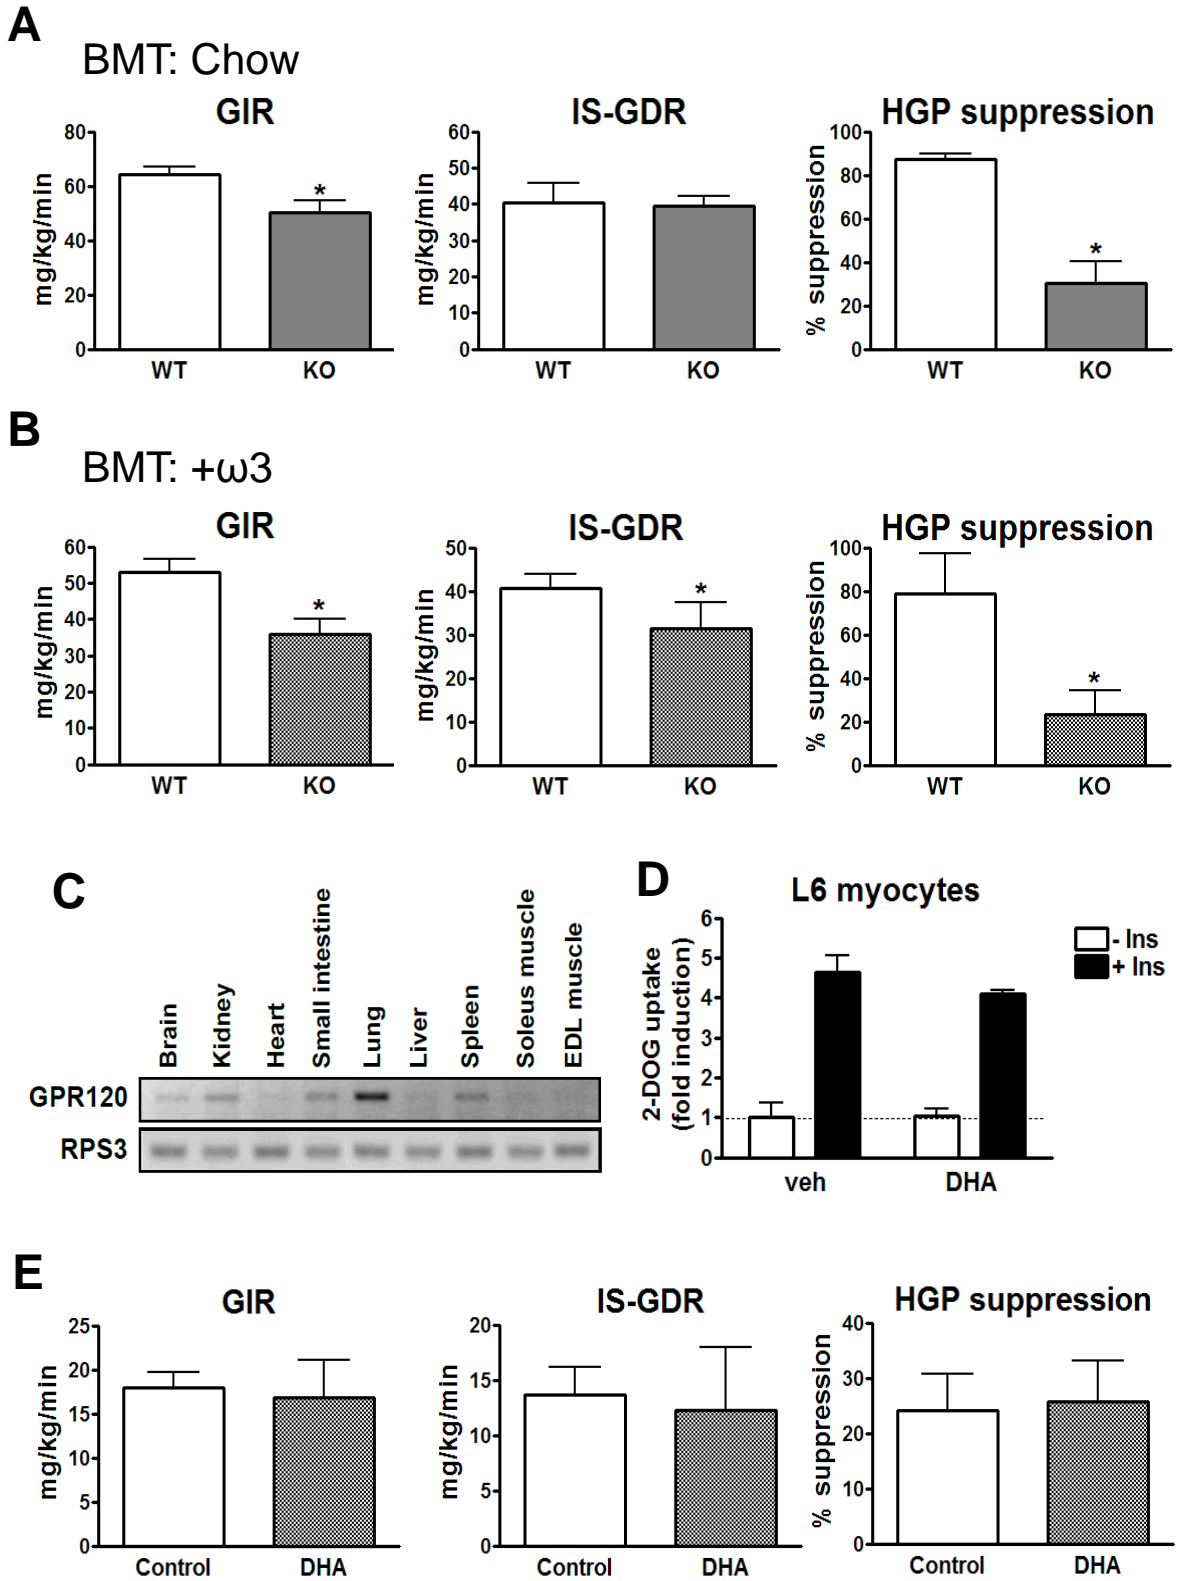 A
BMT: Chow
GIR
IS-GDR
HGP suppression
mg/kg/min
80
60
40
20
0
WT
KO
*
mg/kg/min
60
50
40
30
20
10
0
WT
KO
% suppression
100
80
60
40
20
0
WT
KO
*
B
BMT: +ω3
GIR
IS-GDR
HGP suppression
mg/kg/min
60
50
40
30
20
10
0
WT
KO
*
mg/kg/min
50
40
30
20
10
0
WT
KO
*
% suppression
100
80
60
40
20
0
WT
KO
*
C
Brain
Kidney
Heart
Small intestine
Lung
Liver
Spleen
Soleus muscle
EDL muscle
GPR120
RPS3
D
L6 myocytes
2-DOG uptake
(fold induction)
6
5
4
3
2
1
0
veh
DHA
- Ins
+ Ins
E
GIR
IS-GDR
HGP suppression
mg/kg/min
25
20
15
10
5
0
Control
DHA
mg/kg/min
20
15
10
5
0
Control
DHA
% suppression
40
30
20
10
0
Control
DHA